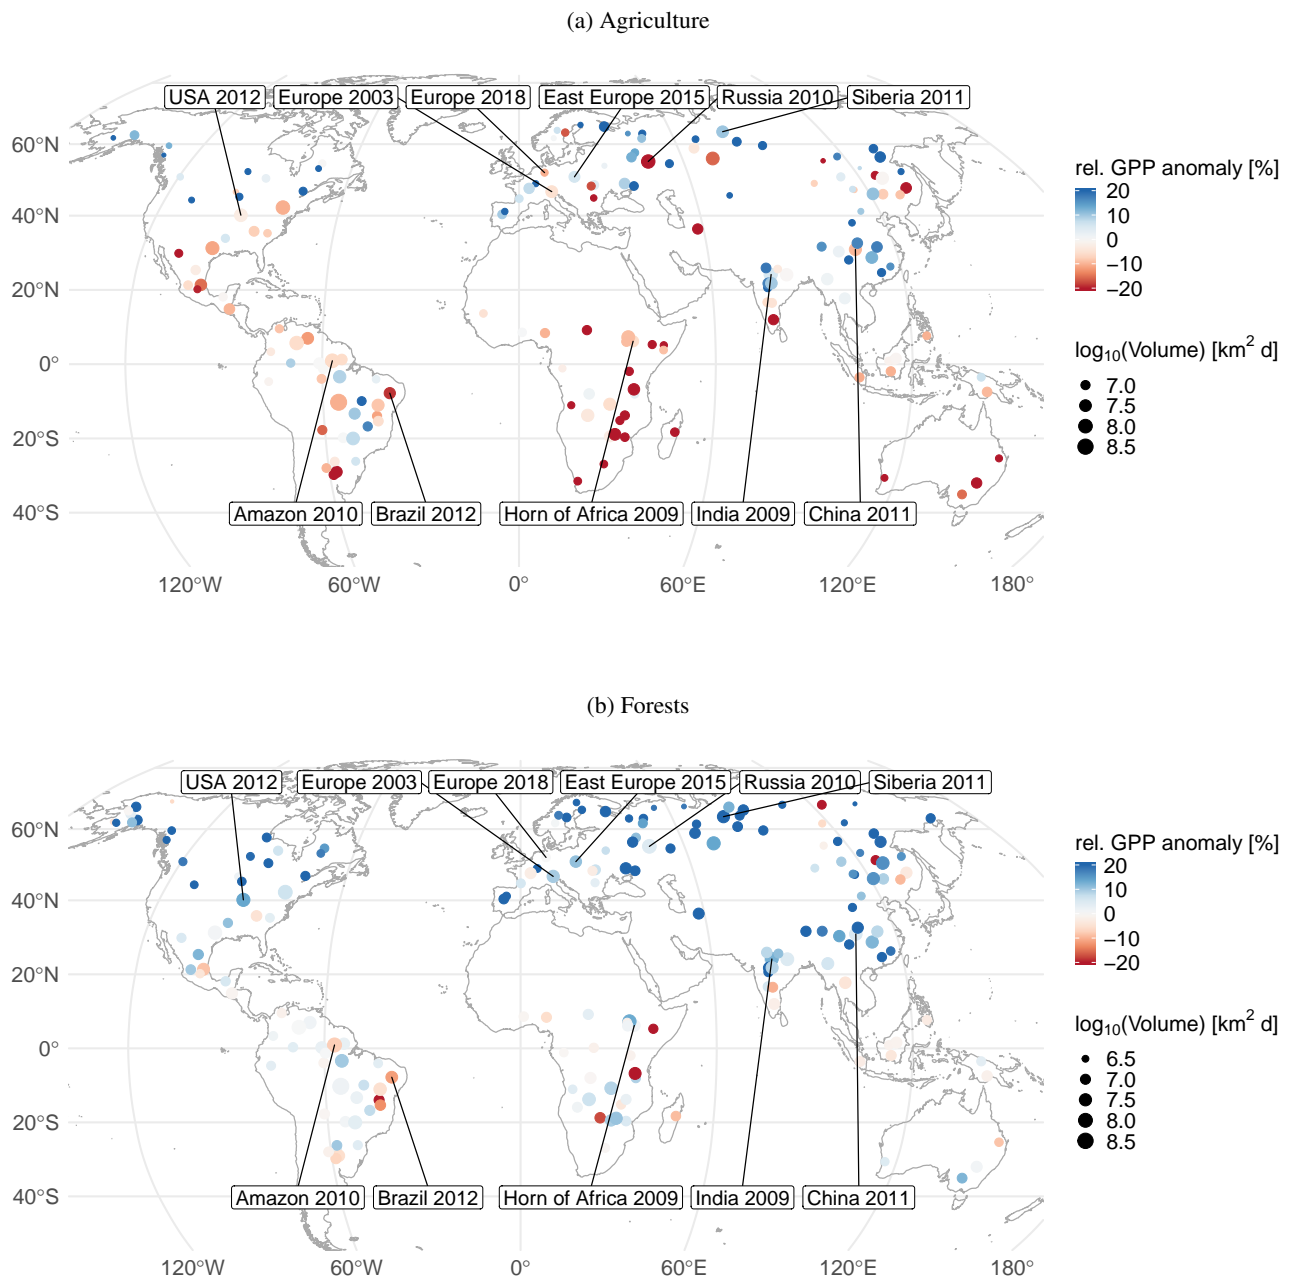 (a) Agriculture
USA 2012
Europe 2003
Europe 2018
East Europe 2015
Russia 2010
Siberia 2011
60°N
40°N
20°N
0°
20°S
40°S
Amazon 2010
Brazil 2012
Horn of Africa 2009
India 2009
China 2011
120°W
60°W
0°
60°E
120°E
180°
rel. GPP anomaly [%]
20
10
0
−10
−20
log₁₀(Volume) [km² d]
7.0
7.5
8.0
8.5
(b) Forests
USA 2012
Europe 2003
Europe 2018
East Europe 2015
Russia 2010
Siberia 2011
60°N
40°N
20°N
0°
20°S
40°S
Amazon 2010
Brazil 2012
Horn of Africa 2009
India 2009
China 2011
120°W
60°W
0°
60°E
120°E
180°
rel. GPP anomaly [%]
20
10
0
−10
−20
log₁₀(Volume) [km² d]
6.5
7.0
7.5
8.0
8.5